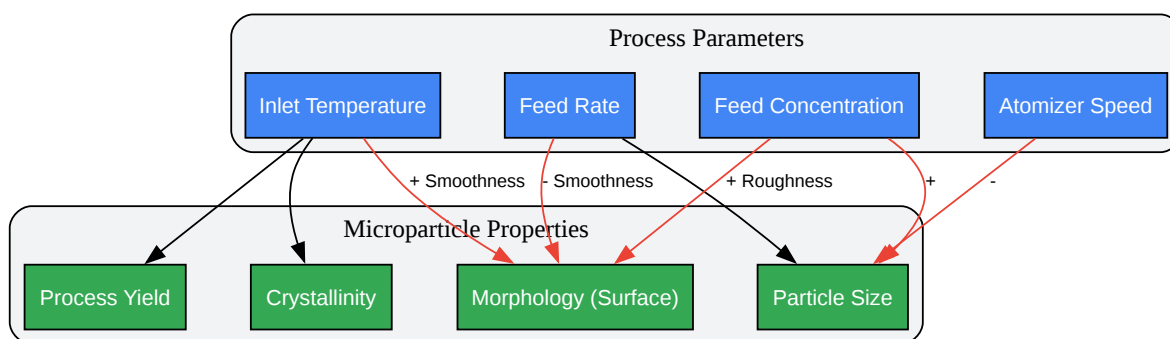 Process Parameters
Inlet Temperature
Feed Rate
Feed Concentration
Atomizer Speed
+ Smoothness
- Smoothness
+ Roughness
+
-
Microparticle Properties
Process Yield
Crystallinity
Morphology (Surface)
Particle Size